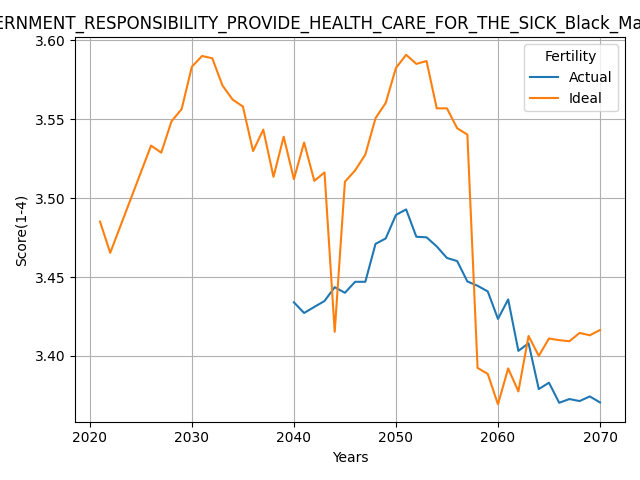 ERNMENT_RESPONSIBILITY_PROVIDE_HEALTH_CARE_FOR_THE_SICK_Black_Ma
3.60
3.55
3.50
3.45
3.40
Score(1-4)
2020 2030 2040 2050 2060 2070
Years
Fertility
Actual
Ideal